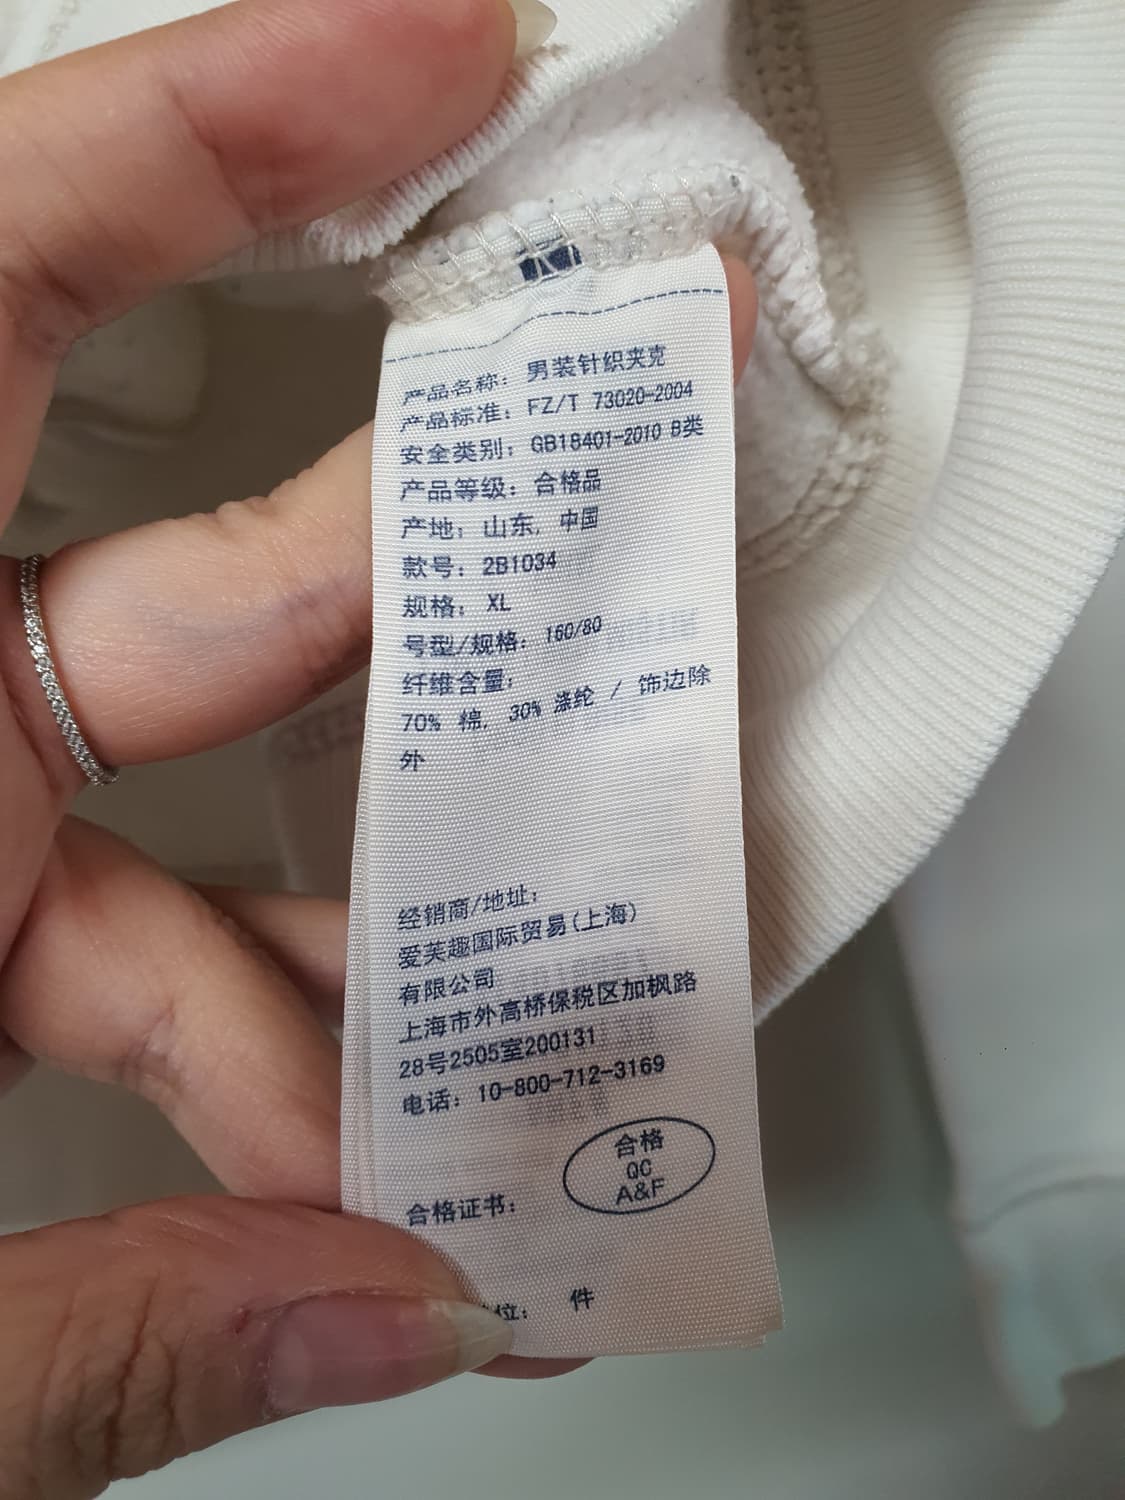 产品名称: 男装针织夹克
产品标准: FZ/T 73020-2004
安全类别: GB18401-2010 B类
产品等级: 合格品
产地: 山东, 中国
款号: 2B1034
规格: XL
号型/规格: 160/80
纤维含量:
70% 棉, 30% 涤纶 / 饰边除
外
经销商/地址:
爱芙趣国际贸易(上海)
有限公司
上海市外高桥保税区加枫路
28号2505室200131
电话: 10-800-712-3169
合格
QC
A&F
合格证书:
位: 件